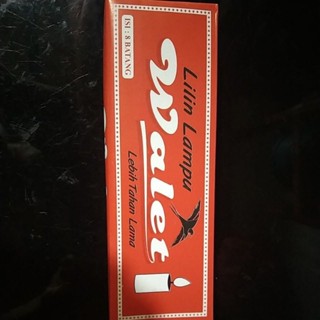 ISI : 8 BATANG
Lilin Lampu
Walet
Lebih Tahan Lama